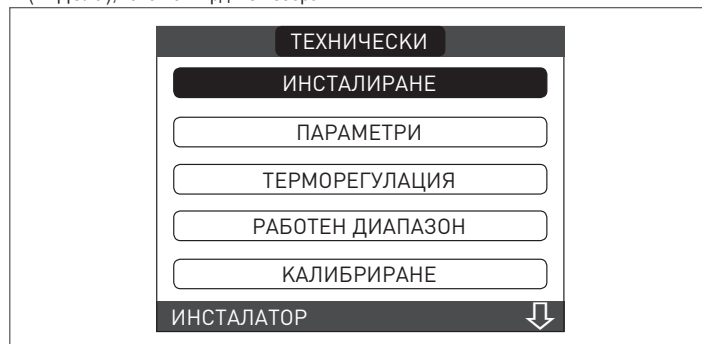 ТЕХНИЧЕСКИ
ИНСТАЛИРАНЕ
ПАРАМЕТРИ
ТЕРМОРЕГУЛАЦИЯ
РАБОТЕН ДИАПАЗОН
КАЛИБРИРАНЕ
ИНСТАЛАТОР